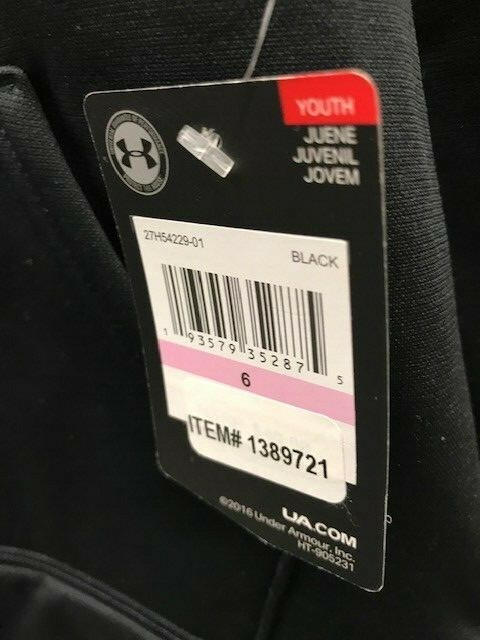 YOUTH
JUENE
JUVENIL
JOVEM
27H54229-01
BLACK
1 93579 35287 5
6
ITEM# 1389721
UA.COM
©2016 Under Armour, Inc.
HT-905231